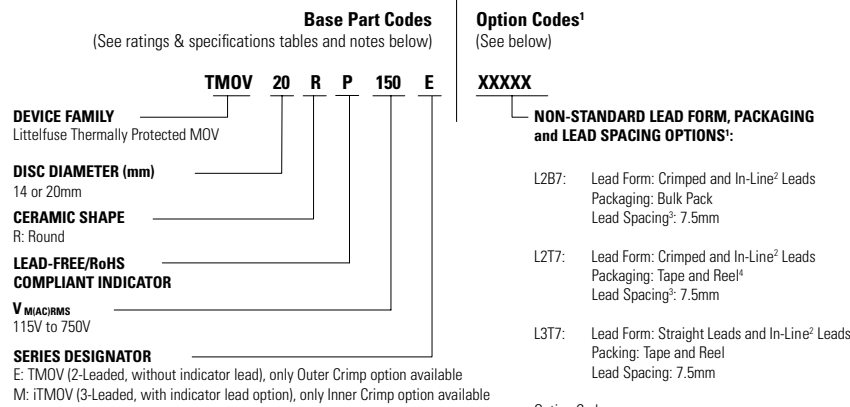 Base Part Codes
(See ratings & specifications tables and notes below)
TMOV 20 R P 150 E
DEVICE FAMILY
Littelfuse Thermally Protected MOV
DISC DIAMETER (mm)
14 or 20mm
CERAMIC SHAPE
R: Round
LEAD-FREE/RoHS
COMPLIANT INDICATOR
V M(AC)RMS
115V to 750V
SERIES DESIGNATOR
E: TMOV (2-Leaded, without indicator lead), only Outer Crimp option available
M: iTMOV (3-Leaded, with indicator lead option), only Inner Crimp option available
Option Codes¹
(See below)
XXXXX
NON-STANDARD LEAD FORM, PACKAGING
and LEAD SPACING OPTIONS¹:
L2B7: Lead Form: Crimped and In-Line² Leads
Packaging: Bulk Pack
Lead Spacing³: 7.5mm
L2T7: Lead Form: Crimped and In-Line² Leads
Packaging: Tape and Reel⁴
Lead Spacing³: 7.5mm
L3T7: Lead Form: Straight Leads and In-Line² Leads
Packing: Tape and Reel
Lead Spacing: 7.5mm